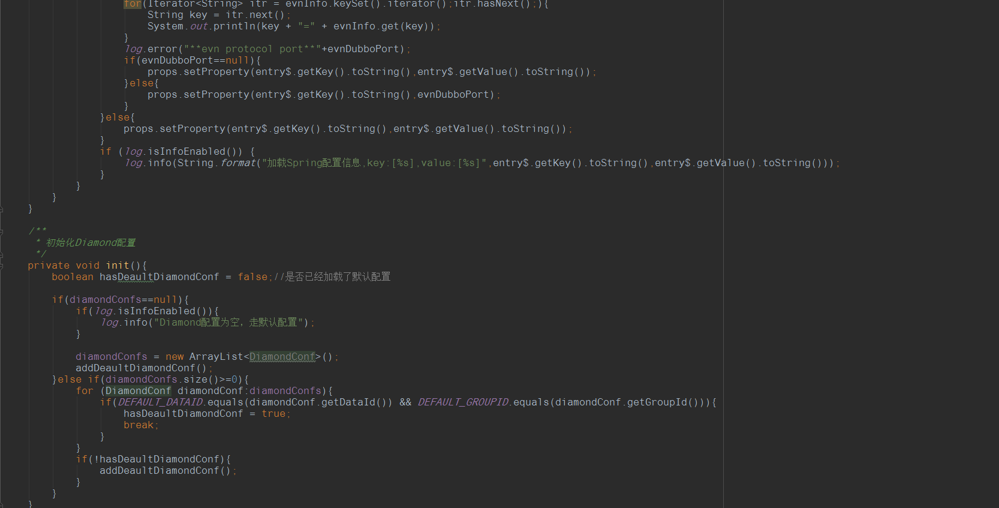 for(Iterator<String> itr = evnInfo.keySet().iterator();itr.hasNext();){
String key = itr.next();
System.out.println(key + "=" + evnInfo.get(key));
}
log.error("**evn protocol port**"+evnDubboPort);
if(evnDubboPort==null){
props.setProperty(entry$.getKey().toString(),entry$.getValue().toString());
}else{
props.setProperty(entry$.getKey().toString(),evnDubboPort);
}
}else{
props.setProperty(entry$.getKey().toString(),entry$.getValue().toString());
}
if (log.isInfoEnabled()) {
log.info(String.format("加载Spring配置信息,key:[%s],value:[%s]",entry$.getKey().toString(),entry$.getValue().toString()));
}
}
}
}
/**
* 初始化Diamond配置
*/
private void init(){
boolean hasDeaultDiamondConf = false;//是否已经加载了默认配置
if(diamondConfs==null){
if(log.isInfoEnabled()){
log.info("Diamond配置为空，走默认配置");
}
diamondConfs = new ArrayList<DiamondConf>();
addDeaultDiamondConf();
}else if(diamondConfs.size()>=0){
for (DiamondConf diamondConf:diamondConfs){
if(DEFAULT_DATAID.equals(diamondConf.getDataId()) && DEFAULT_GROUPID.equals(diamondConf.getGroupId())){
hasDeaultDiamondConf = true;
break;
}
}
if(!hasDeaultDiamondConf){
addDeaultDiamondConf();
}
}
}